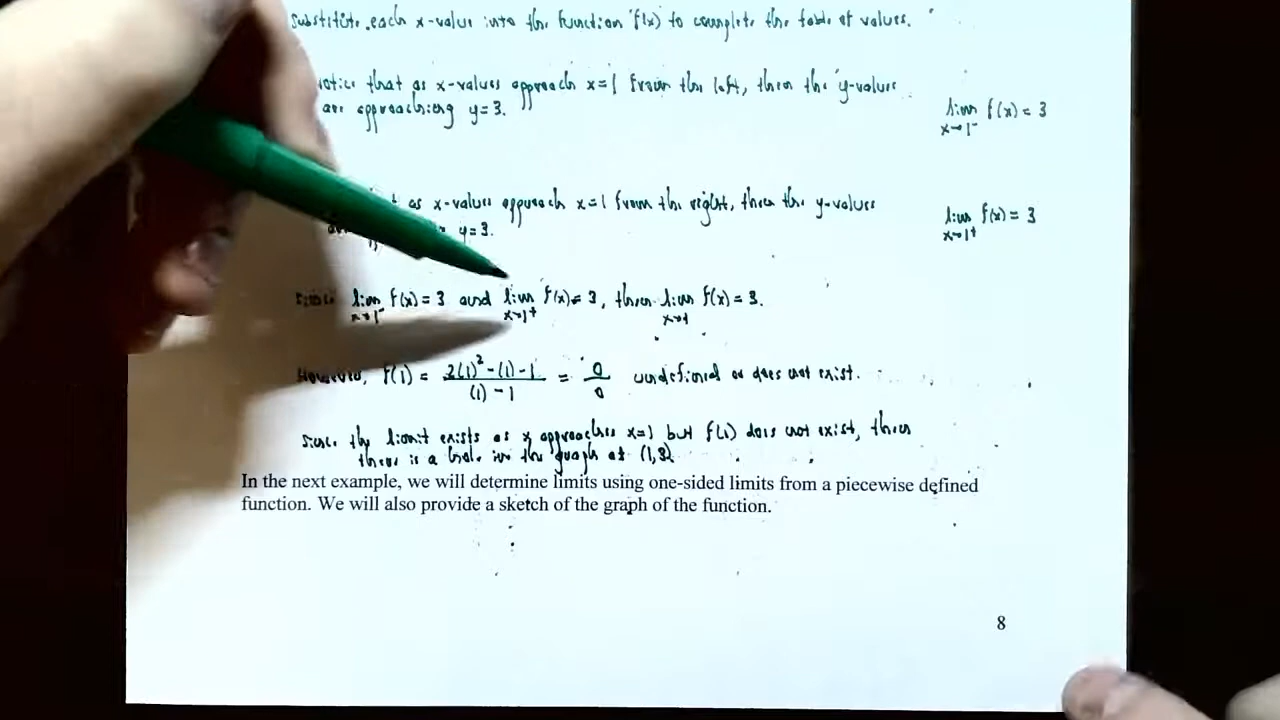 substitute each x-value into the function f(x) to complete the table of values.
notice that as x-values approach x=1 from the left, then the y-values
are approaching y=3.
lim f(x) = 3
x→1⁻
as x-values approach x=1 from the right, then the y-values
y=3.
lim f(x) = 3
x→1⁺
since lim f(x) = 3 and lim f(x) = 3, then lim f(x) = 3.
x→1⁻ x→1⁺ x→1
However, f(1) = 2(1)² - (1) - 1 / (1) - 1 = 0 / 0 undefined or does not exist.
Since the limit exists as x approaches x=1 but f(1) does not exist, then
there is a hole in the graph at (1,3).
In the next example, we will determine limits using one-sided limits from a piecewise defined
function. We will also provide a sketch of the graph of the function.
8